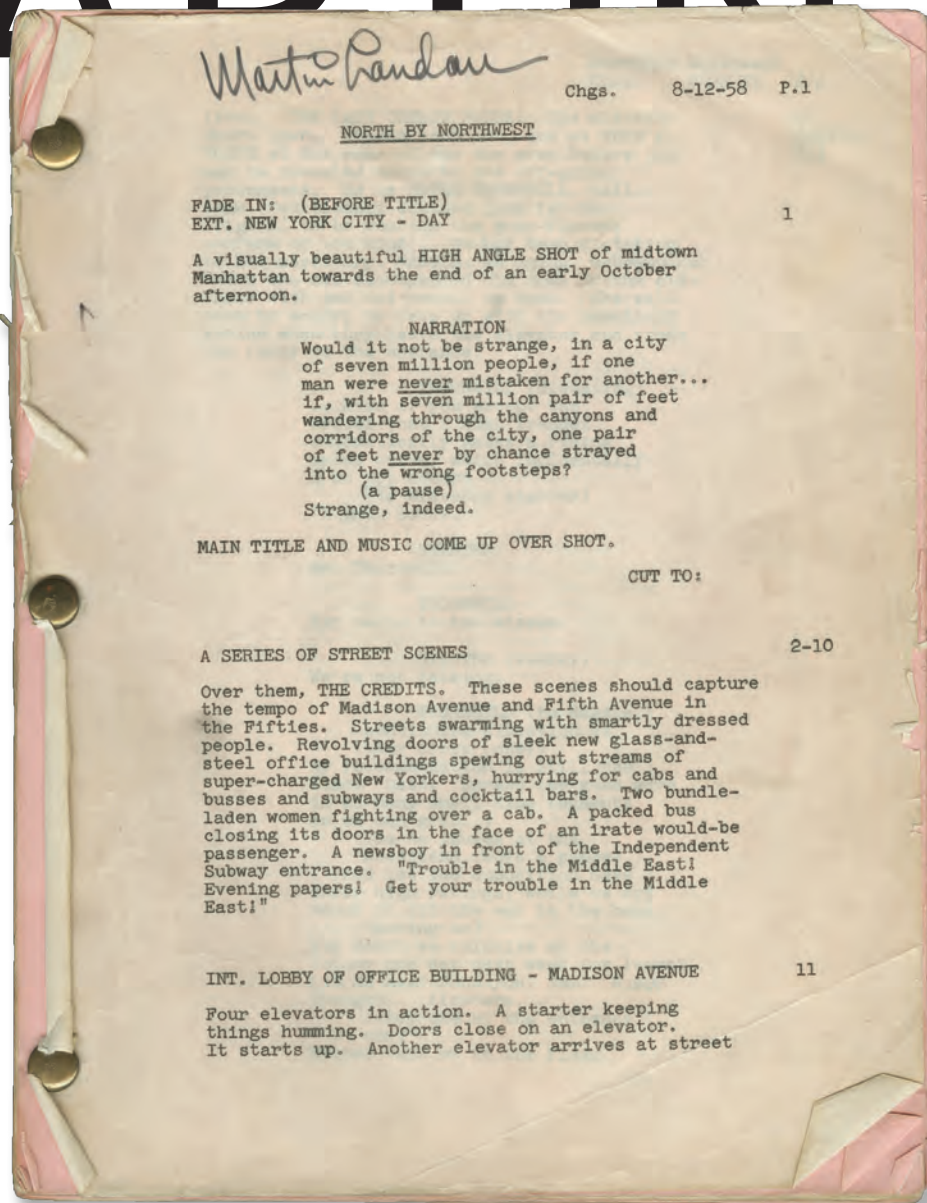 Martin Landau
Chgs. 8-12-58 P.1
NORTH BY NORTHWEST
FADE IN: (BEFORE TITLE)
EXT. NEW YORK CITY - DAY 1
A visually beautiful HIGH ANGLE SHOT of midtown
Manhattan towards the end of an early October
afternoon.
NARRATION
Would it not be strange, in a city
of seven million people, if one
man were never mistaken for another...
if, with seven million pair of feet
wandering through the canyons and
corridors of the city, one pair
of feet never by chance strayed
into the wrong footsteps?
(a pause)
Strange, indeed.
MAIN TITLE AND MUSIC COME UP OVER SHOT.
CUT TO:
A SERIES OF STREET SCENES 2-10
Over them, THE CREDITS. These scenes should capture
the tempo of Madison Avenue and Fifth Avenue in
the Fifties. Streets swarming with smartly dressed
people. Revolving doors of sleek new glass-and-
steel office buildings spewing out streams of
super-charged New Yorkers, hurrying for cabs and
busses and subways and cocktail bars. Two bundle-
laden women fighting over a cab. A packed bus
closing its doors in the face of an irate would-be
passenger. A newsboy in front of the Independent
Subway entrance. "Trouble in the Middle East!
Evening papers! Get your trouble in the Middle
East!"
INT. LOBBY OF OFFICE BUILDING - MADISON AVENUE 11
Four elevators in action. A starter keeping
things humming. Doors close on an elevator.
It starts up. Another elevator arrives at street